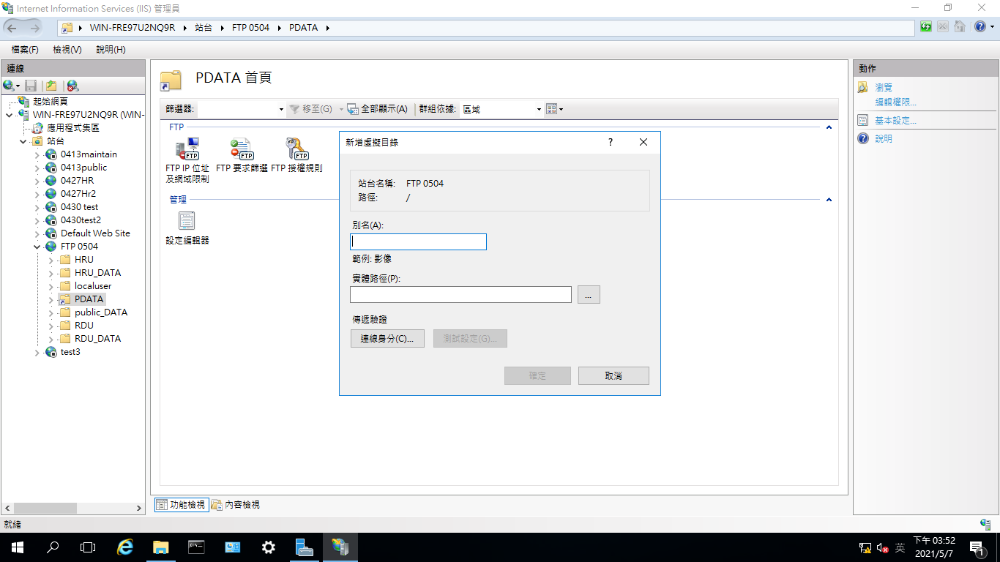 Internet Information Services (IIS) 管理員
WIN-FRE97U2NQ9R 站台 FTP 0504 PDATA
檔案(F) 檢視(V) 說明(H)
連線
起始網頁
WIN-FRE97U2NQ9R (WIN-
應用程式集區
站台
0413maintain
0413public
0427HR
0427Hr2
0430 test
0430test2
Default Web Site
FTP 0504
HRU
HRU_DATA
localuser
PDATA
public_DATA
RDU
RDU_DATA
test3
PDATA 首頁
篩選器: 移至(G) 全部顯示(A) 群組依據: 區域
FTP
FTP IP 位址及網域限制
FTP 要求篩選
FTP 授權規則
管理
設定編輯器
新增虛擬目錄 ?
站台名稱: FTP 0504
路徑: /
別名(A):
範例: 影像
實體路徑(P):
...
傳遞驗證
連線身分(C)... 測試設定(G)...
確定 取消
功能檢視 內容檢視
動作
瀏覽
編輯權限...
基本設定...
說明
就緒
英
下午 03:52
2021/5/7
1